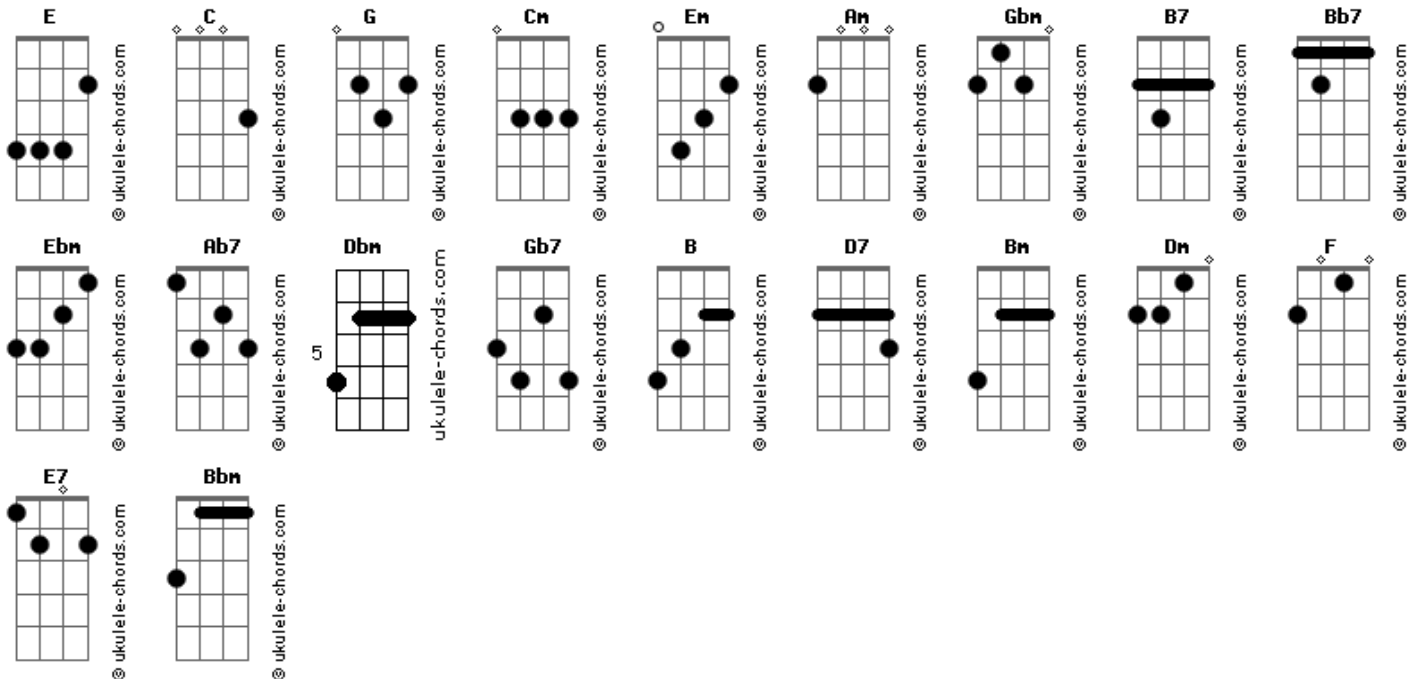 E C G Cm Em Am Gbm B7 Bb7
© ukulele-chords.com © ukulele-chords.com © ukulele-chords.com © ukulele-chords.com © ukulele-chords.com © ukulele-chords.com © ukulele-chords.com © ukulele-chords.com © ukulele-chords.com
Ebm Ab7 Dbm Gb7 B D7 Bm Dm F
5
© ukulele-chords.com © ukulele-chords.com ukulele-chords.com © ukulele-chords.com © ukulele-chords.com © ukulele-chords.com © ukulele-chords.com © ukulele-chords.com © ukulele-chords.com
E7 Bbm
© ukulele-chords.com © ukulele-chords.com